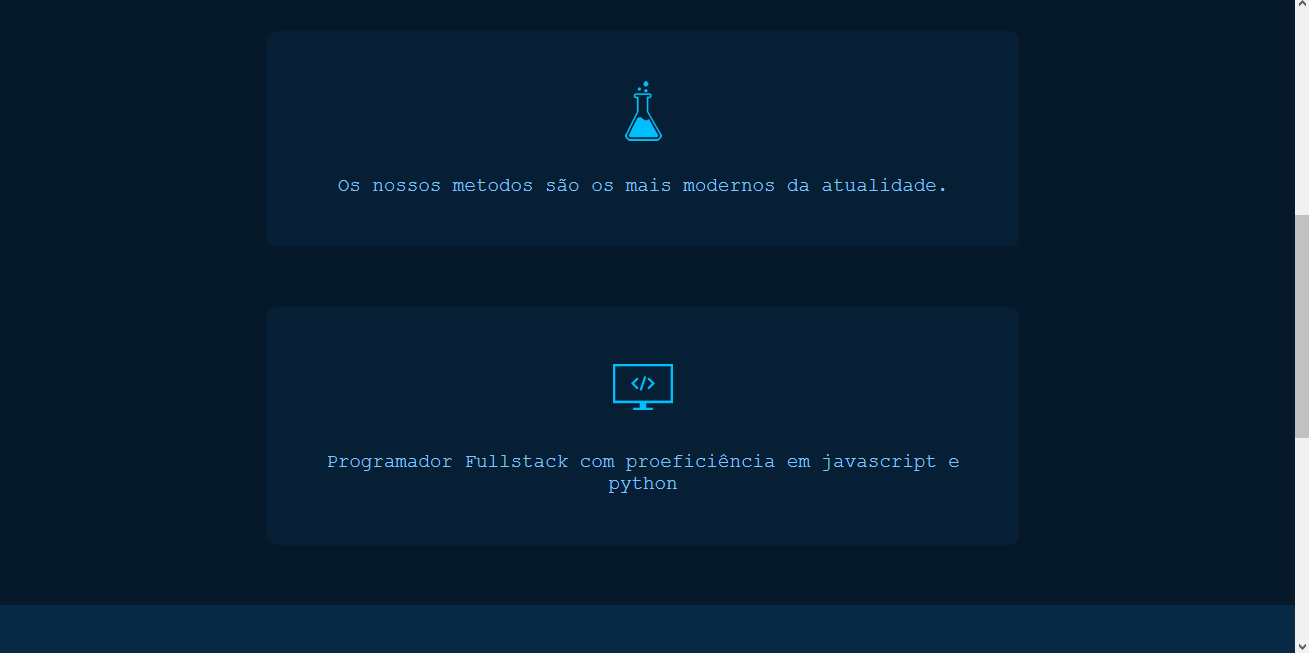 Os nossos metodos são os mais modernos da atualidade.
</>
Programador Fullstack com proeficiência em javascript e
python